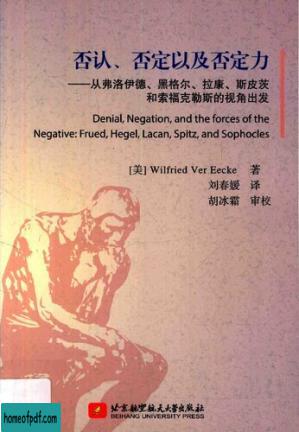 否认、否定以及否定力
——从弗洛伊德、黑格尔、拉康、斯皮茨
和索福克勒斯的视角出发
Denial, Negation, and the forces of the
Negative: Frued, Hegel, Lacan, Spitz, and Sophocles
[美] Wilfried Ver Eecke 著
刘春媛 译
胡冰霜 审校
北京航空航天大学出版社
BEIHANG UNIVERSITY PRESS
homeofpdf.com